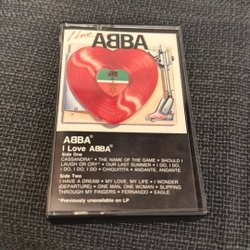 I Love
ABBA
ABBA®
I Love ABBA®
Side One
CASSANDRA* • THE NAME OF THE GAME • SHOULD I
LAUGH OR CRY* • OUR LAST SUMMER • I DO, I DO,
I DO, I DO, I DO • CHIQUITITA • ANDANTE, ANDANTE
Side Two
I HAVE A DREAM • MY LOVE, MY LIFE • I WONDER
(DEPARTURE) • ONE MAN, ONE WOMAN • SLIPPING
THROUGH MY FINGERS • FERNANDO • EAGLE
*Previously unavailable on LP